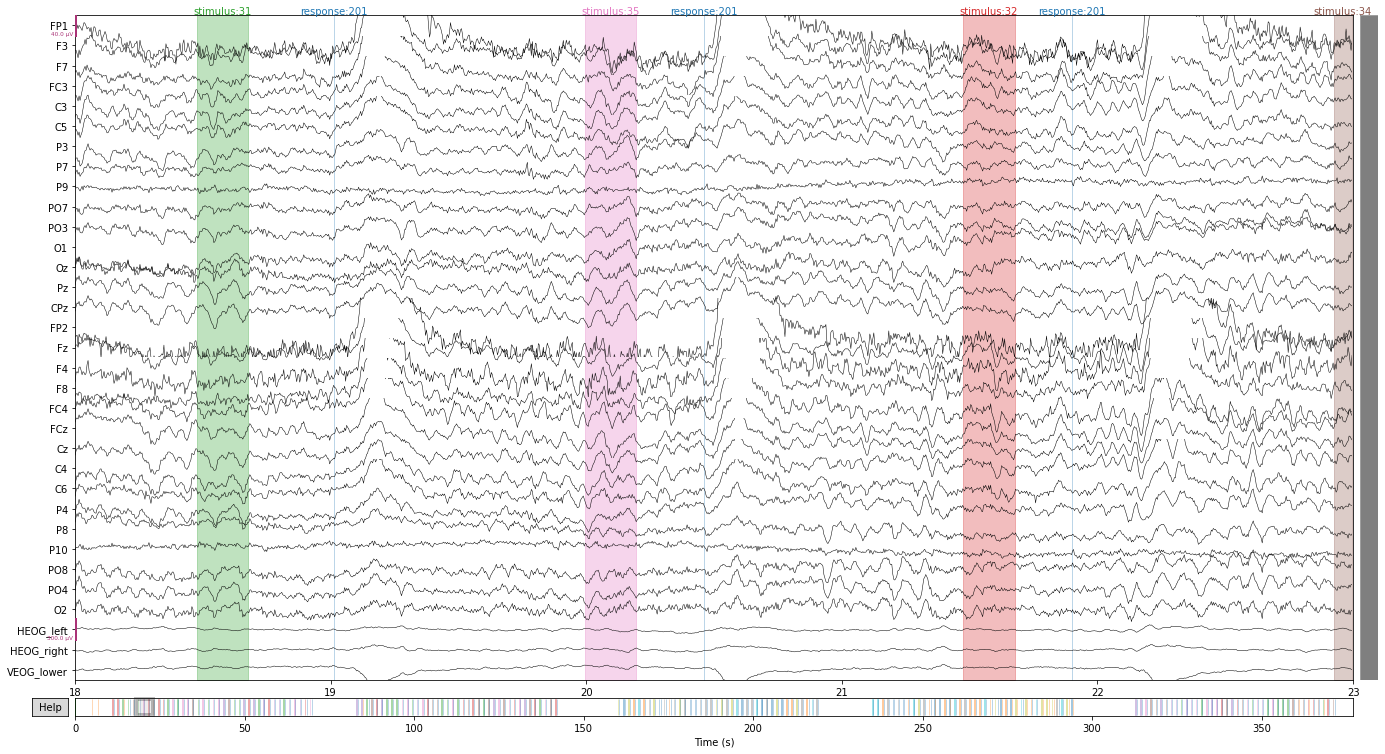 stimulus:31 response:201 stimulus:35 response:201 stimulus:32 response:201 stimulus:34
FP1
40.0 µV
F3
F7
FC3
C3
C5
P3
P7
P9
PO7
PO3
O1
Oz
Pz
CPz
FP2
Fz
F4
F8
FC4
FCz
Cz
C4
C6
P4
P8
P10
PO8
PO4
O2
HEOG_left
HEOG_right
VEOG_lower
18 19 20 21 22 23
Help
0 50 100 150 200 250 300 350
Time (s)